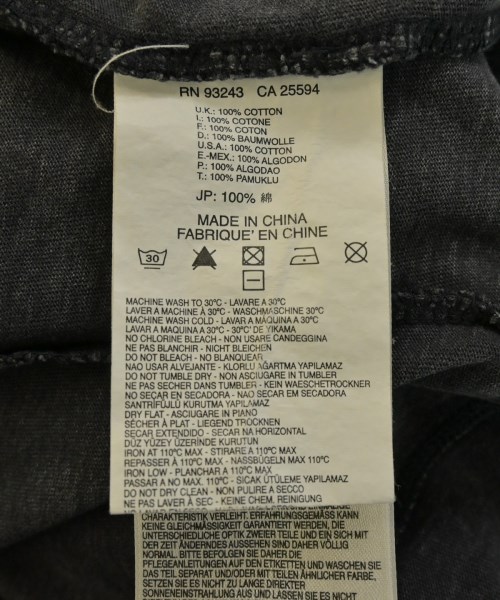 RN 93243 CA 25594
U.K.: 100% COTTON
I.: 100% COTONE
F.: 100% COTON
D.: 100% BAUMWOLLE
U.S.A.: 100% COTTON
E.-MEX.: 100% ALGODON
P.: 100% ALGODAO
T.: 100% PAMUKLU
JP: 100% 綿
MADE IN CHINA
FABRIQUE' EN CHINE
30
MACHINE WASH TO 30°C - LAVARE A 30°C
LAVER A MACHINE À 30°C - WASCHMASCHINE 30°C
MACHINE WASH COLD - LAVAR A MÁQUINA A 30°C
LAVAR A MAQUINA A 30°C - 30°C' DE YIKAMA
NO CHLORINE BLEACH - NON USARE CANDEGGINA
NE PAS BLANCHIR - NICHT BLEICHEN
DO NOT BLEACH - NO BLANQUEAR
NAO USAR ALVEJANTE - KLORLU AĞARTMA YAPILAMAZ
DO NOT TUMBLE DRY - NON ASCIUGARE IN TUMBLER
NE PAS SECHER DANS TUMBLER - KEIN WAESCHETROCKNER
NO SECAR EN SECADORA - NAO SECAR EM SECADORA
SANTRİFÜJLÜ KURUTMA YAPILAMAZ
DRY FLAT - ASCIUGARE IN PIANO
SÉCHER À PLAT - LIEGEND TROCKNEN
SECAR EXTENDIDO - SECAR NA HORIZONTAL
DÜZ YÜZEY ÜZERİNDE KURUTUN
IRON AT 110°C MAX - STIRARE A 110°C MAX
REPASSER À 110°C MAX - NASSBÜGELN MAX 110°C
IRON LOW - PLANCHAR A 110°C MAX
PASSAR A NO MAX. 110°C - SICAK ÜTÜLEME YAPILAMAZ
DO NOT DRY CLEAN - NON PULIRE A SECCO
NE PAS LAVER À SEC - KEINE CHEM. REINIGUNG
CHARAKTERISTIK VERLEIHT. ERFAHRUNGSGEMÄSS KANN
KEINE GLEICHMÄSSIGKEIT GARANTIERT WERDEN, DIE
UNTERSCHIEDLICHE OPTIK ZWEIER TEILE UND EIN SICH MIT
DER ZEIT ÄNDERNDES AUSSEHEN SIND DAHER VÖLLIG
NORMAL. BITTE BEFOLGEN SIE DAHER DIE
PFLEGEANLEITUNGEN AUF DEN ETIKETTEN UND WASCHEN SIE
DAS TEIL SEPARAT UND/ODER MIT TEILEN ÄHNLICHER FARBE,
SETZEN SIE ES NICHT ZU LANGE DIREKTER
SONNENEINSTRAHLUNG AUS UND LASSEN SIE ES NICHT